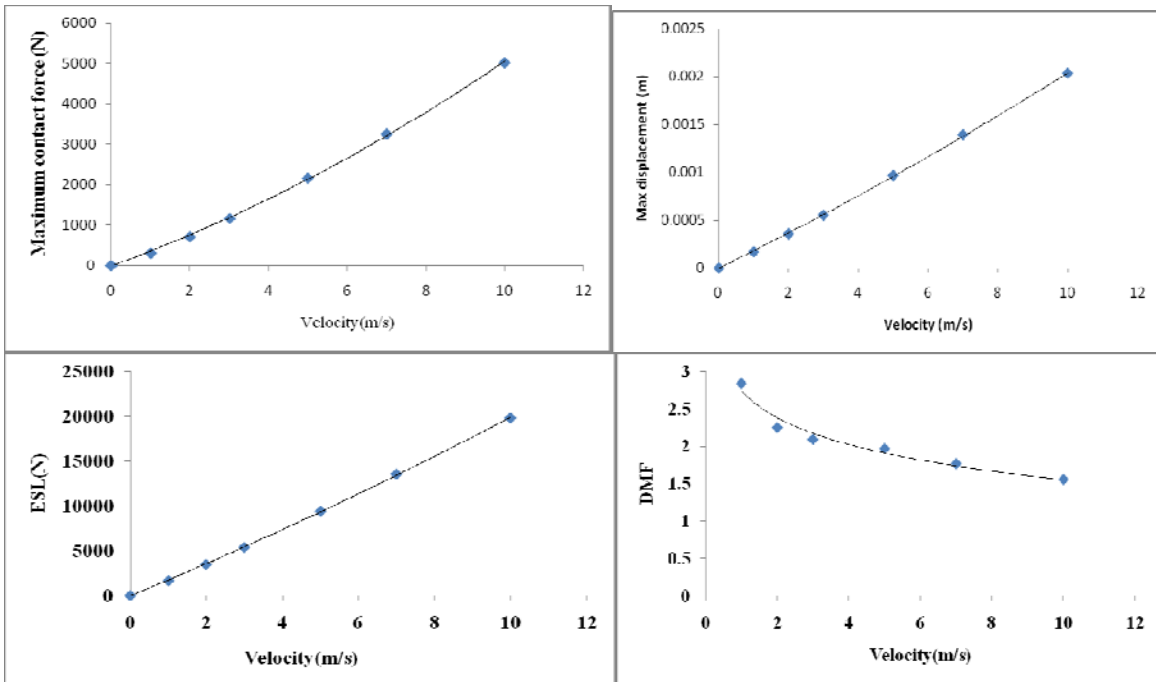 Maximum contact force (N)
6000
5000
4000
3000
2000
1000
0
0 2 4 6 8 10 12
Velocity (m/s)
Max displacement (m)
0.0025
0.002
0.0015
0.001
0.0005
0
0 2 4 6 8 10 12
Velocity (m/s)
ESL(N)
25000
20000
15000
10000
5000
0
0 2 4 6 8 10 12
Velocity(m/s)
DMF
3
2.5
2
1.5
1
0.5
0
0 2 4 6 8 10 12
Velocity(m/s)